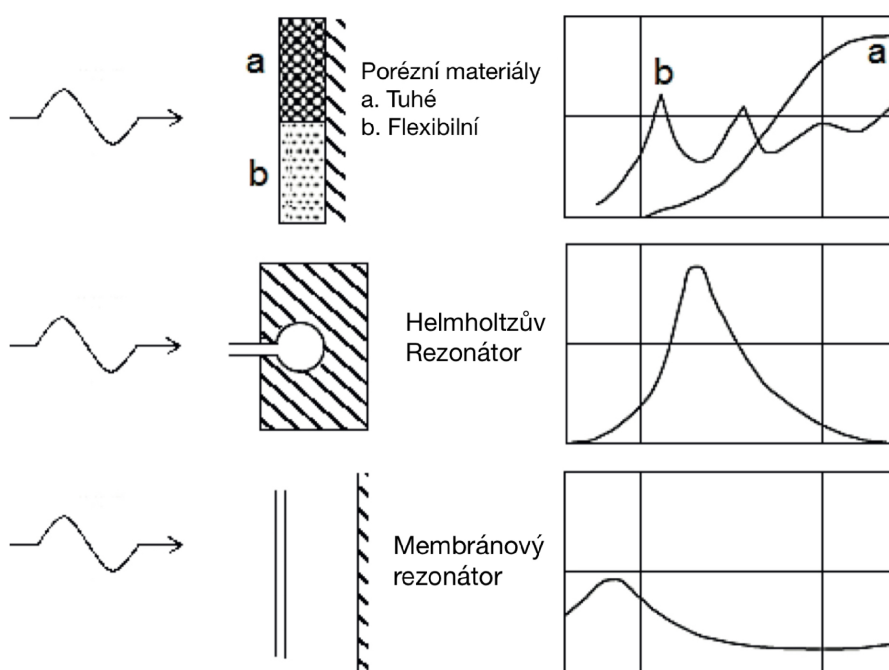 a
Porézní materiály
a. Tuhé
b. Flexibilní
b
b
a
Helmholtzův
Rezonátor
Membránový
rezonátor